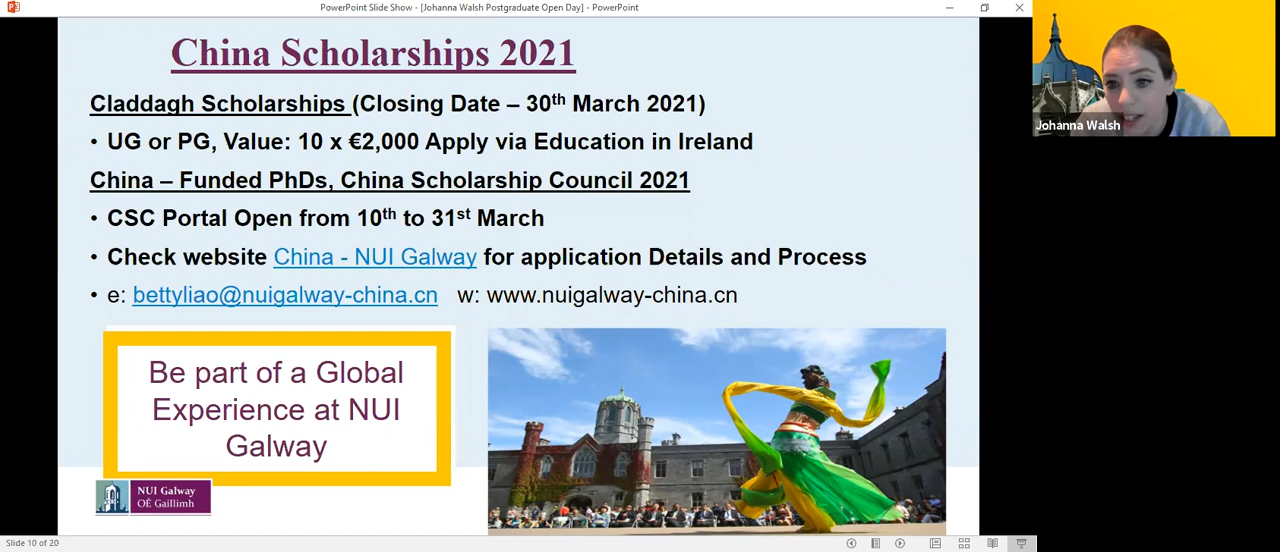 PowerPoint Slide Show - [Johanna Walsh Postgraduate Open Day] - PowerPoint
China Scholarships 2021
Claddagh Scholarships (Closing Date – 30th March 2021)
• UG or PG, Value: 10 x €2,000 Apply via Education in Ireland
China – Funded PhDs, China Scholarship Council 2021
• CSC Portal Open from 10th to 31st March
• Check website China - NUI Galway for application Details and Process
• e: bettyliao@nuigalway-china.cn w: www.nuigalway-china.cn
Be part of a Global
Experience at NUI
Galway
NUI Galway
OÉ Gaillimh
Johanna Walsh
Slide 10 of 20